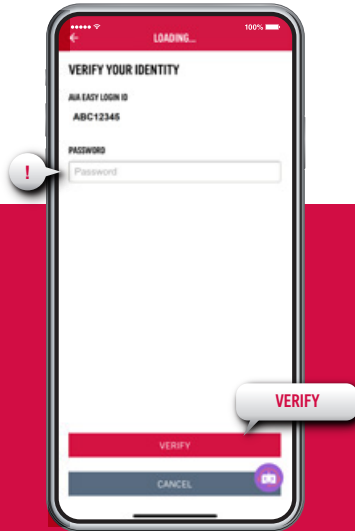 100%
LOADING...
VERIFY YOUR IDENTITY
AIA EASY LOGIN ID
ABC12345
PASSWORD
!
Password
VERIFY
VERIFY
CANCEL